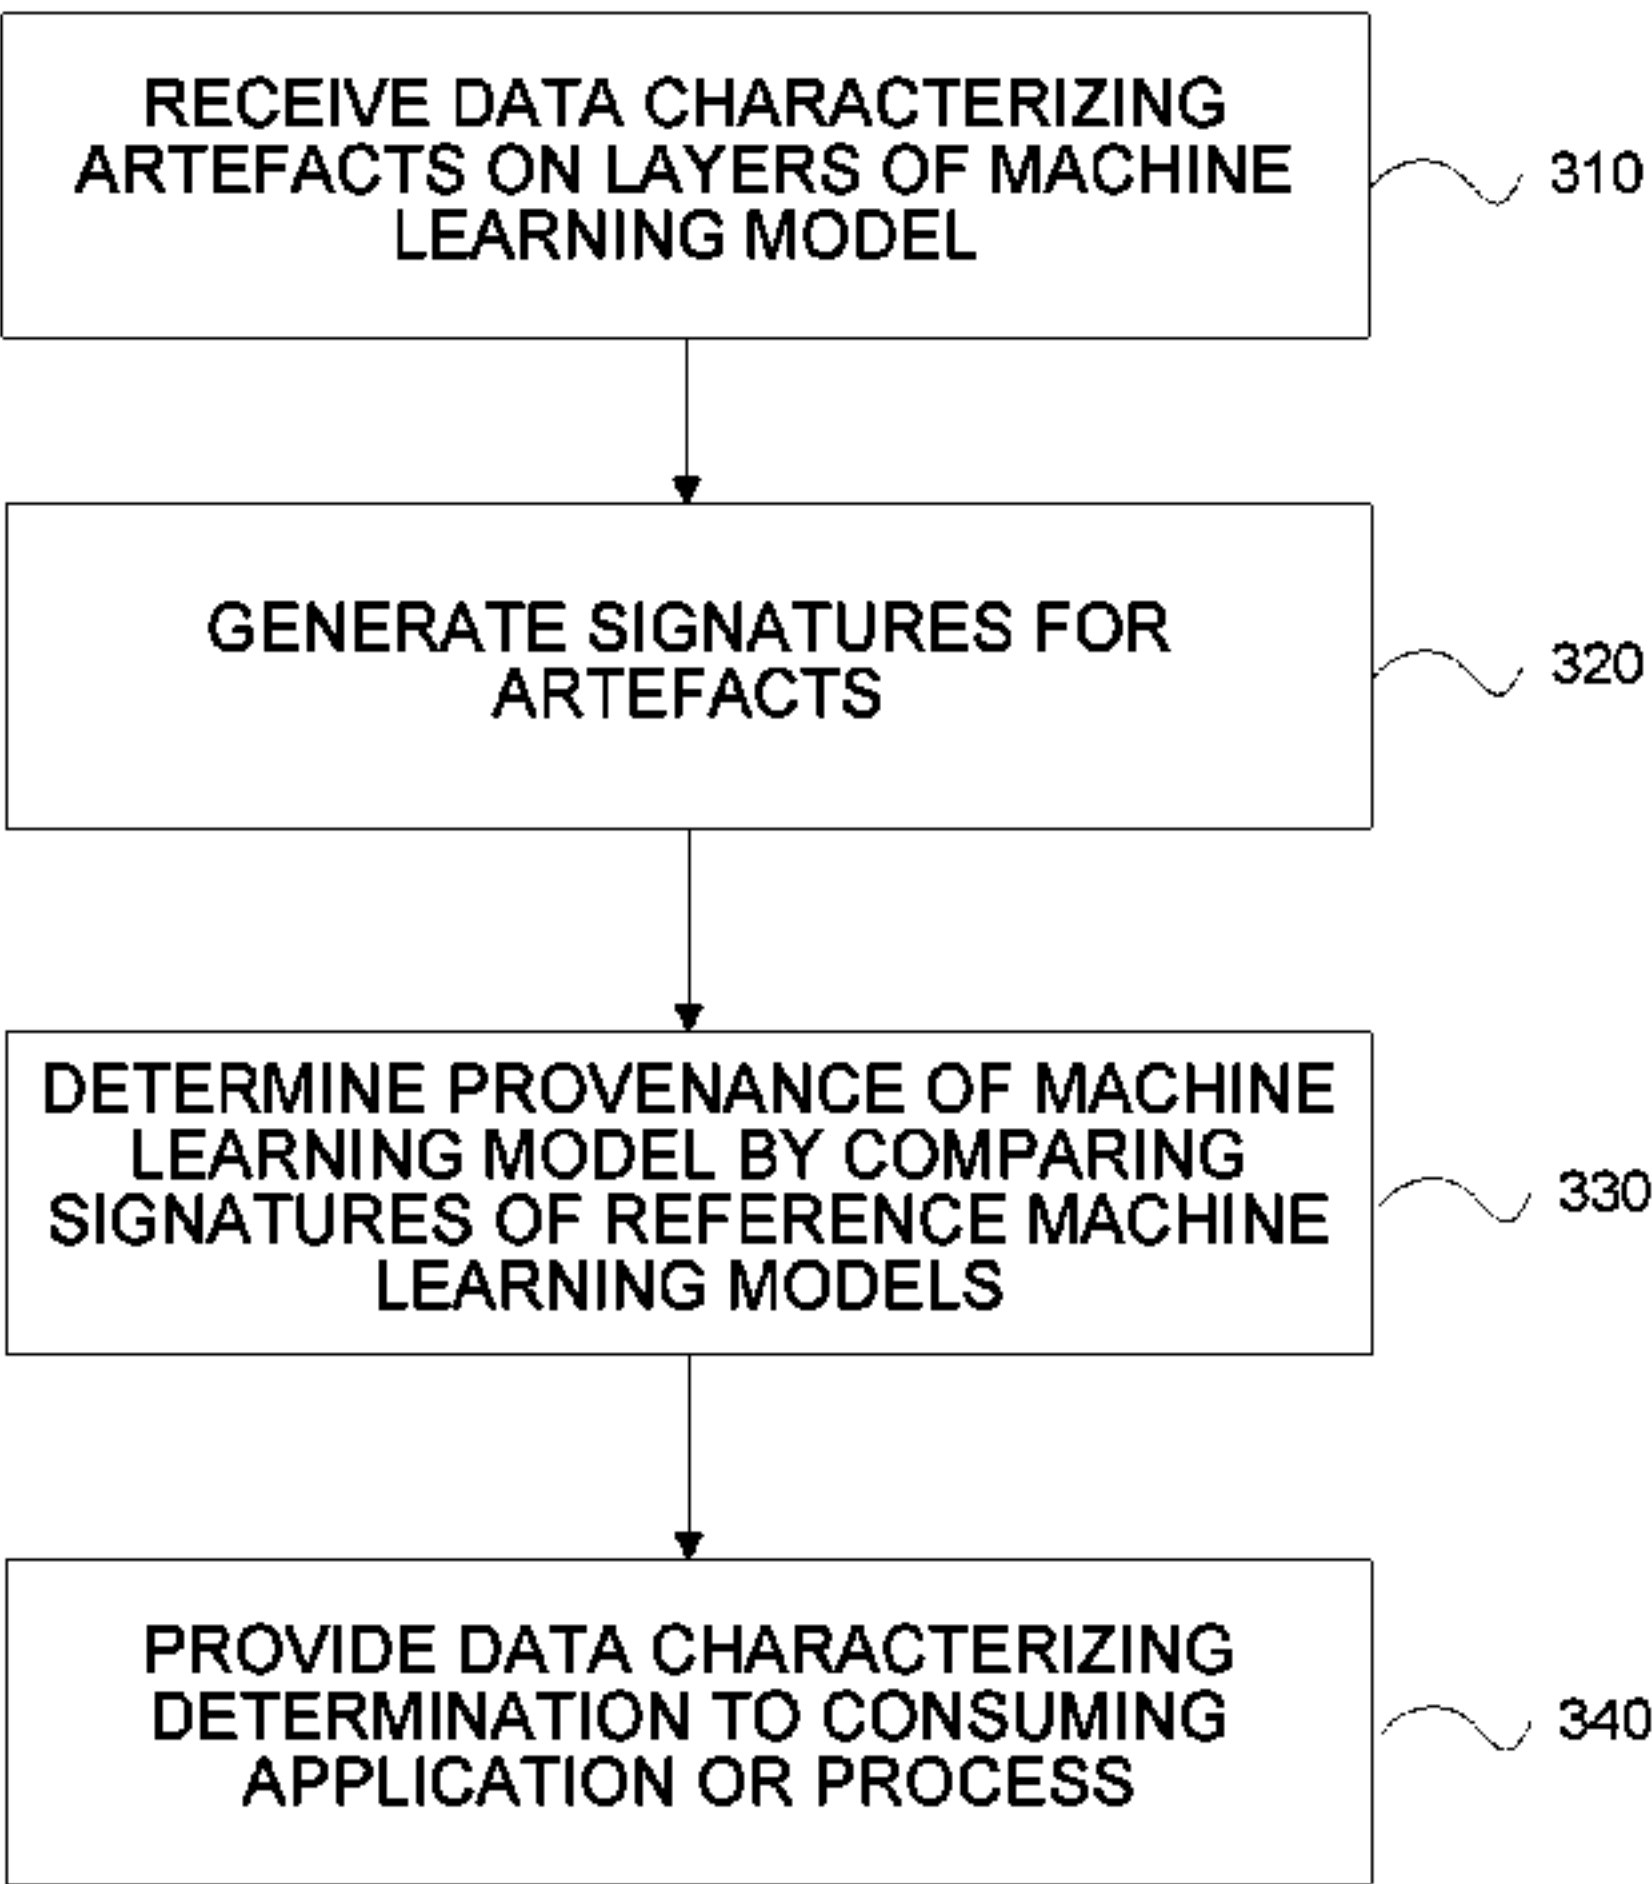 RECEIVE DATA CHARACTERIZING
ARTEFACTS ON LAYERS OF MACHINE
LEARNING MODEL
310
GENERATE SIGNATURES FOR
ARTEFACTS
320
DETERMINE PROVENANCE OF MACHINE
LEARNING MODEL BY COMPARING
SIGNATURES OF REFERENCE MACHINE
LEARNING MODELS
330
PROVIDE DATA CHARACTERIZING
DETERMINATION TO CONSUMING
APPLICATION OR PROCESS
340